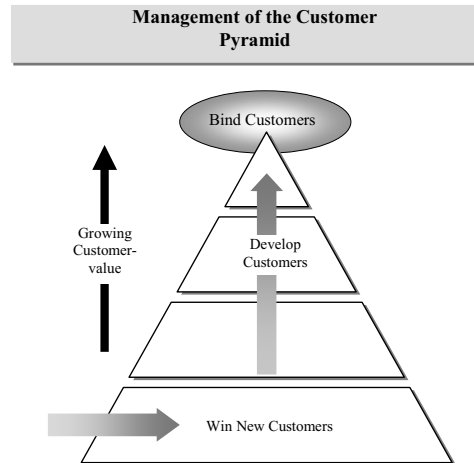 Management of the Customer
Pyramid
Bind Customers
Growing
Customer-
value
Develop
Customers
Win New Customers